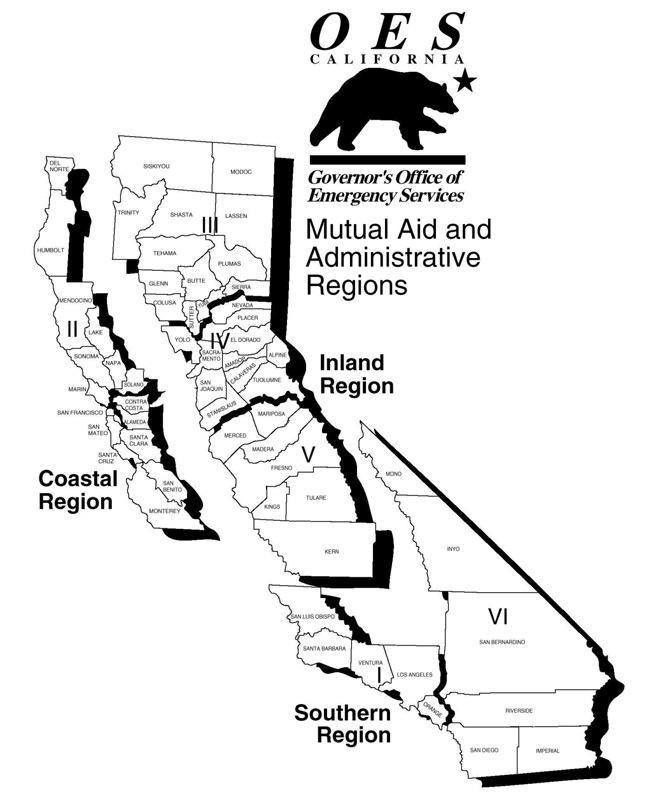 OES
CALIFORNIA
Governor's Office of
Emergency Services
Mutual Aid and
Administrative
Regions
DEL
NORTE
SISKIYOU
MODOC
TRINITY
SHASTA
LASSEN
III
HUMBOLT
TEHAMA
PLUMAS
GLENN
BUTTE
SIERRA
MENDOCINO
COLUSA
SUTTER
YUBA
NEVADA
PLACER
II
LAKE
YOLO
IV
EL DORADO
SONOMA
NAPA
SACRA-
MENTO
AMADOR
ALPINE
Inland
Region
MARIN
SOLANO
SAN
JOAQUIN
CALAVERAS
TUOLUMNE
CONTRA
COSTA
SAN FRANCISCO
ALAMEDA
STANISLAUS
MARIPOSA
SAN
MATEO
SANTA
CLARA
MERCED
MADERA
SANTA
CRUZ
V
FRESNO
MONO
Coastal
Region
SAN
BENITO
MONTEREY
KINGS
TULARE
KERN
INYO
SAN LUIS OBISPO
VI
SAN BERNARDINO
SANTA BARBARA
VENTURA
I
LOS ANGELES
Southern
Region
ORANGE
RIVERSIDE
SAN DIEGO
IMPERIAL